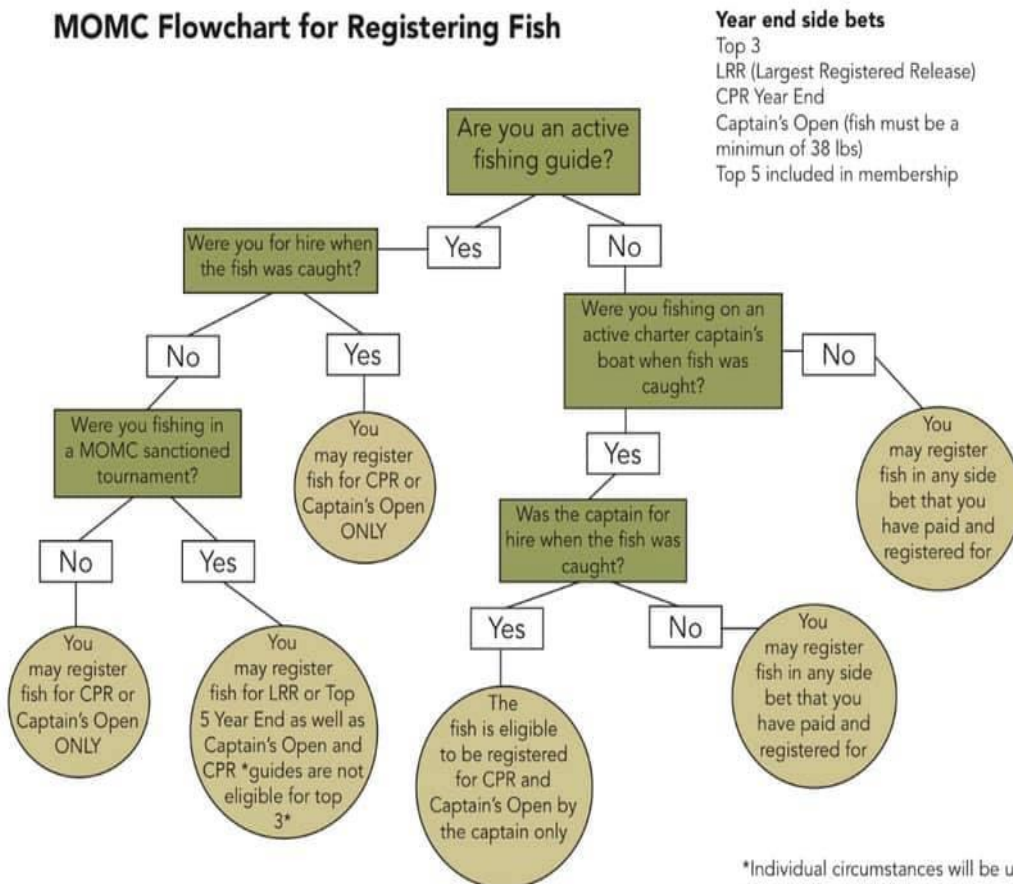 MOMC Flowchart for Registering Fish
Year end side bets
Top 3
LRR (Largest Registered Release)
CPR Year End
Captain's Open (fish must be a
minimun of 38 lbs)
Top 5 included in membership
Are you an active
fishing guide?
Yes
No
Were you for hire when
the fish was caught?
No
Yes
Were you fishing on an
active charter captain's
boat when fish was
caught?
No
Yes
Were you fishing in
a MOMC sanctioned
tournament?
No
Yes
You
may register
fish for CPR or
Captain's Open
ONLY
You
may register
fish in any side
bet that you
have paid and
registered for
Was the captain for
hire when the fish was
caught?
Yes
No
You
may register
fish for CPR or
Captain's Open
ONLY
You
may register
fish for LRR or Top
5 Year End as well as
Captain's Open and
CPR *guides are not
eligible for top
3*
The
fish is eligible
to be registered
for CPR and
Captain's Open by
the captain only
You
may register
fish in any side
bet that you
have paid and
registered for
*Individual circumstances will be u